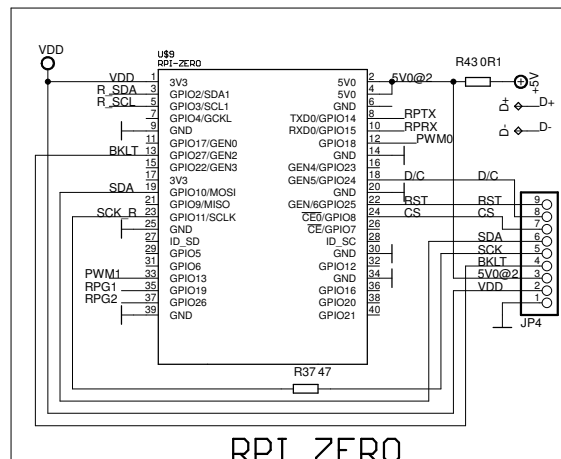 VDD
U$9
RPI-ZERO
R43 0R1
+5V
D+ D+
D- D-
VDD 1 3V3 5V0 2 5V0@2
R_SDA 3 GPIO2/SDA1 5V0 4
R_SCL 5 GPIO3/SCL1 GND 6
7 GPIO4/GCKL TXD0/GPIO14 8 RPTX
9 GND RXD0/GPIO15 10 RPRX
11 GPIO17/GEN0 GPIO18 12 PWM0
BKLT 13 GPIO27/GEN2 GND 14
15 GPIO22/GEN3 GEN4/GPIO23 16
17 3V3 GEN5/GPIO24 18 D/C D/C
SDA 19 GPIO10/MOSI GND 20
21 GPIO9/MISO GEN/6GPIO25 22 RST RST 9
SCK_R 23 GPIO11/SCLK CE0/GPIO8 24 CS CS 8
25 GND CE/GPIO7 26 7
27 ID_SD ID_SC 28 SDA 6
29 GPIO5 GND 30 SCK 5
31 GPIO6 GPIO12 32 BKLT 4
PWM1 33 GPIO13 GND 34 5V0@2 3
RPG1 35 GPIO19 GPIO16 36 VDD 2
RPG2 37 GPIO26 GPIO20 38 1
39 GND GPIO21 40
JP4
R37 47
RPI ZERO